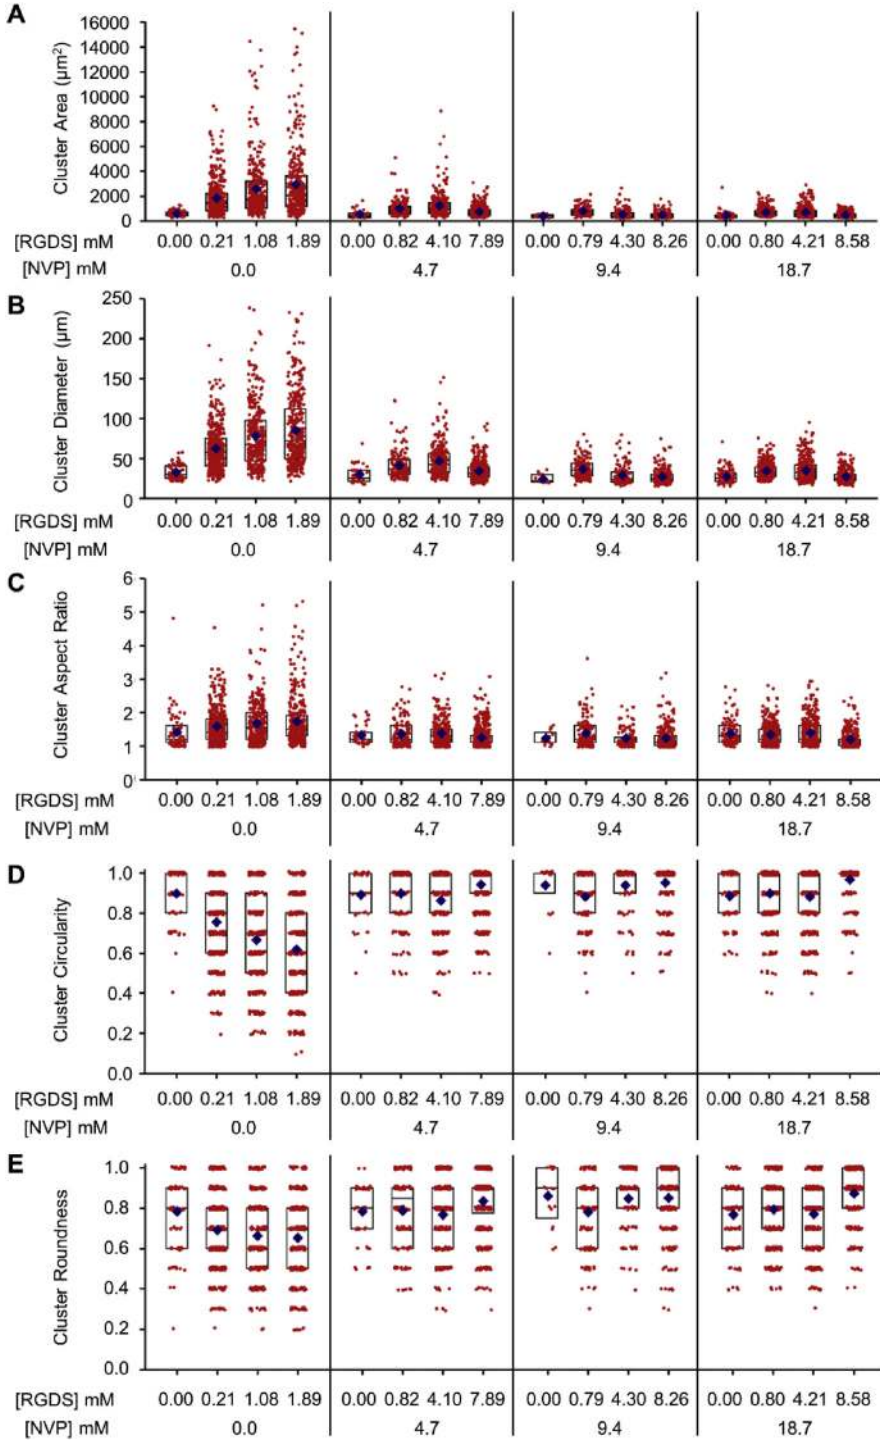 A
Cluster Area (µm²)
16000
14000
12000
10000
8000
6000
4000
2000
0
[RGDS] mM 0.00 0.21 1.08 1.89 0.00 0.82 4.10 7.89 0.00 0.79 4.30 8.26 0.00 0.80 4.21 8.58
[NVP] mM 0.0 4.7 9.4 18.7
B
Cluster Diameter (µm)
250
200
150
100
50
0
[RGDS] mM 0.00 0.21 1.08 1.89 0.00 0.82 4.10 7.89 0.00 0.79 4.30 8.26 0.00 0.80 4.21 8.58
[NVP] mM 0.0 4.7 9.4 18.7
C
Cluster Aspect Ratio
6
5
4
3
2
1
0
[RGDS] mM 0.00 0.21 1.08 1.89 0.00 0.82 4.10 7.89 0.00 0.79 4.30 8.26 0.00 0.80 4.21 8.58
[NVP] mM 0.0 4.7 9.4 18.7
D
Cluster Circularity
1.0
0.8
0.6
0.4
0.2
0.0
[RGDS] mM 0.00 0.21 1.08 1.89 0.00 0.82 4.10 7.89 0.00 0.79 4.30 8.26 0.00 0.80 4.21 8.58
[NVP] mM 0.0 4.7 9.4 18.7
E
Cluster Roundness
1.0
0.8
0.6
0.4
0.2
0.0
[RGDS] mM 0.00 0.21 1.08 1.89 0.00 0.82 4.10 7.89 0.00 0.79 4.30 8.26 0.00 0.80 4.21 8.58
[NVP] mM 0.0 4.7 9.4 18.7